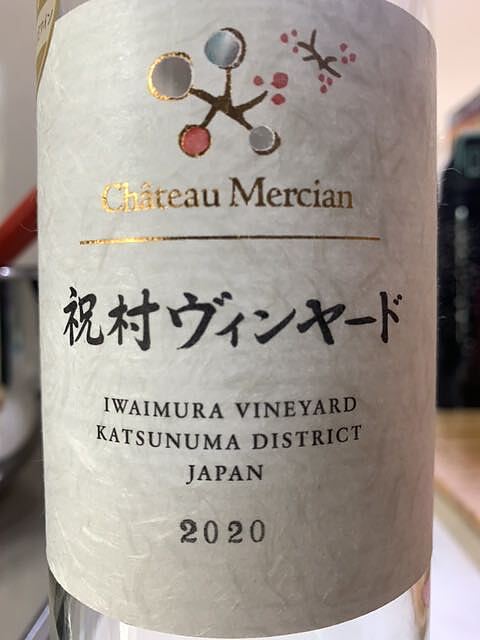 Château Mercian
祝村ヴィンヤード
IWAIMURA VINEYARD
KATSUNUMA DISTRICT
JAPAN
2020